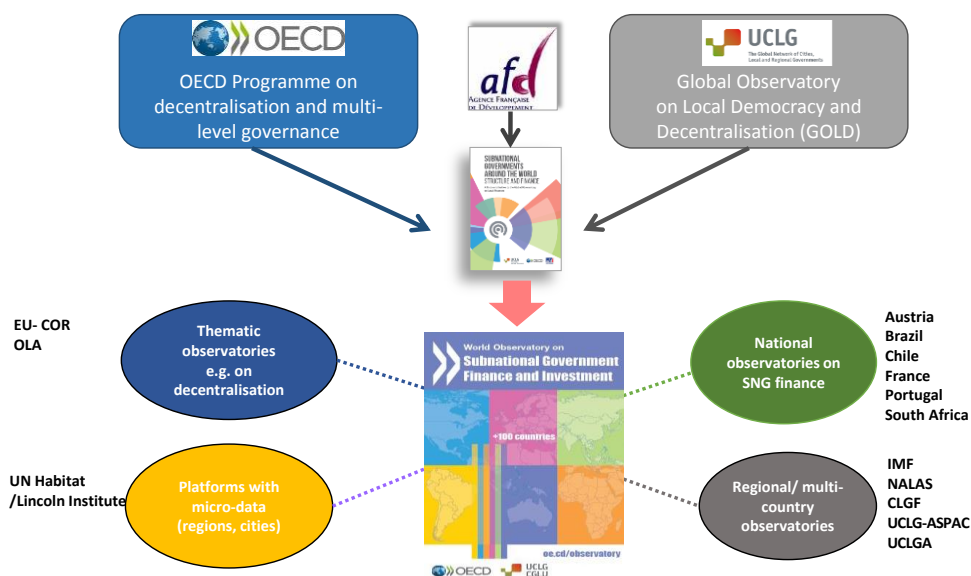 OECD
OECD Programme on
decentralisation and multi-
level governance
afd
AGENCE FRANÇAISE
DE DÉVELOPPEMENT
UCLG
The Global Network of Cities,
Local and Regional Governments
Global Observatory
on Local Democracy and
Decentralisation (GOLD)
SUBNATIONAL
GOVERNMENTS
AROUND THE WORLD
STRUCTURE AND FINANCE
EU- COR
OLA
Thematic
observatories
e.g. on
decentralisation
World Observatory on
Subnational Government
Finance and Investment
+100 countries
National
observatories on
SNG finance
Austria
Brazil
Chile
France
Portugal
South Africa
UN Habitat
/Lincoln Institute
Platforms with
micro-data
(regions, cities)
Regional/ multi-
country
observatories
IMF
NALAS
CLGF
UCLG-ASPAC
UCLGA
oe.cd/observatory
OECD
UCLG
CGLU